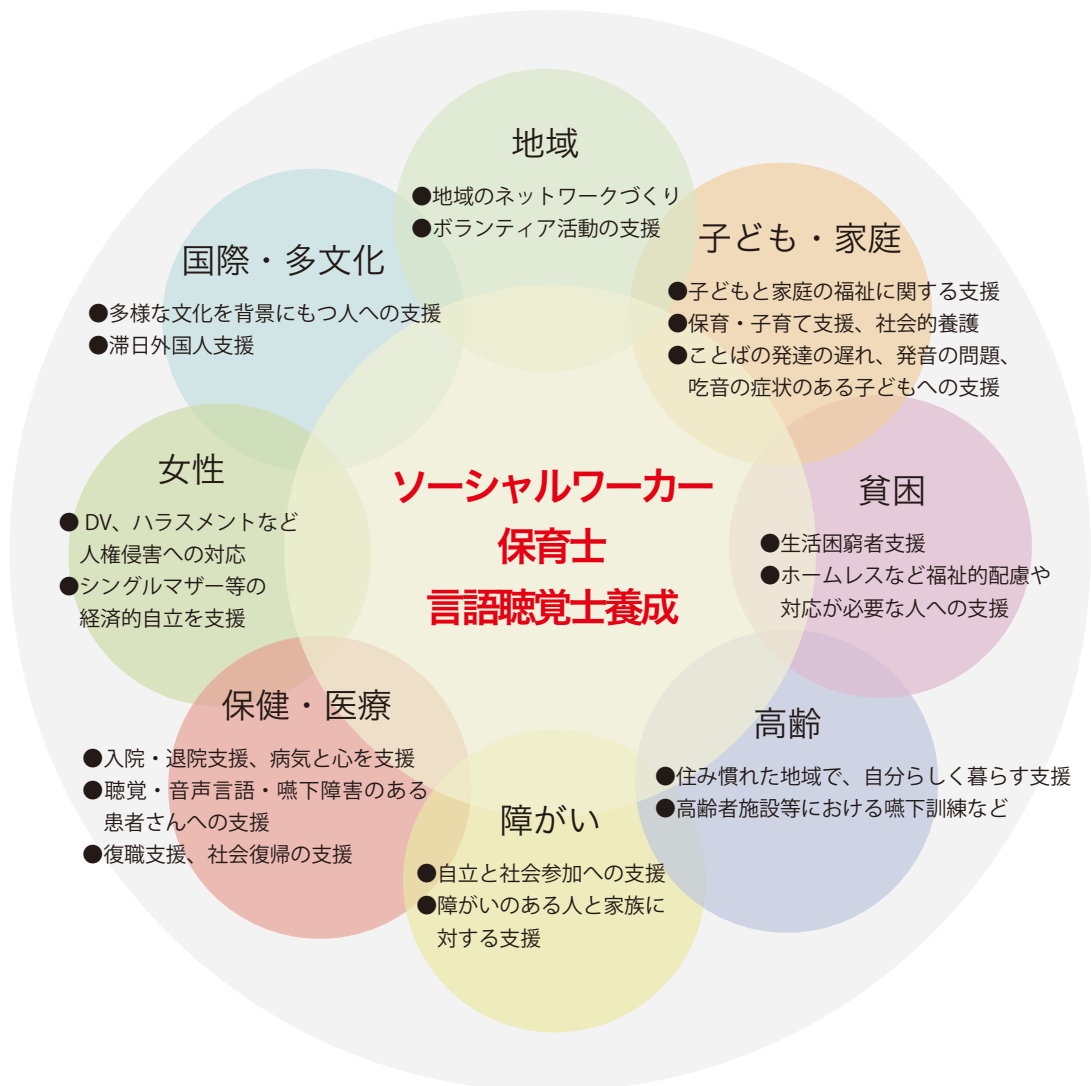 地域
●地域のネットワークづくり
●ボランティア活動の支援
子ども・家庭
●子どもと家庭の福祉に関する支援
●保育・子育て支援、社会的養護
●ことばの発達の遅れ、発音の問題、
吃音の症状のある子どもへの支援
国際・多文化
●多様な文化を背景にもつ人への支援
●滞日外国人支援
女性
●DV、ハラスメントなど
人権侵害への対応
●シングルマザー等の
経済的自立を支援
ソーシャルワーカー
保育士
言語聴覚士養成
貧困
●生活困窮者支援
●ホームレスなど福祉的配慮や
対応が必要な人への支援
保健・医療
●入院・退院支援、病気と心を支援
●聴覚・音声言語・嚥下障害のある
患者さんへの支援
●復職支援、社会復帰の支援
高齢
●住み慣れた地域で、自分らしく暮らす支援
●高齢者施設等における嚥下訓練など
障がい
●自立と社会参加への支援
●障がいのある人と家族に
対する支援